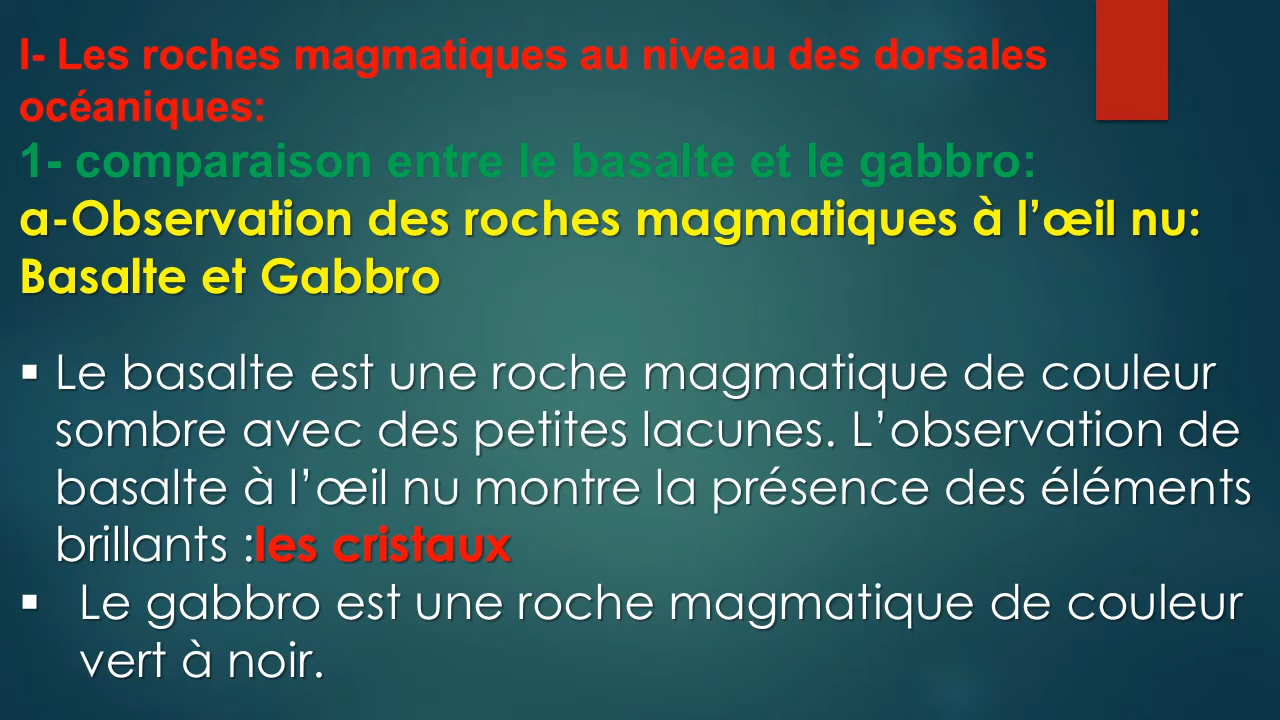 I- Les roches magmatiques au niveau des dorsales
océaniques:
1- comparaison entre le basalte et le gabbro:
a-Observation des roches magmatiques à l’œil nu:
Basalte et Gabbro
▪ Le basalte est une roche magmatique de couleur
sombre avec des petites lacunes. L’observation de
basalte à l’œil nu montre la présence des éléments
brillants :les cristaux
▪ Le gabbro est une roche magmatique de couleur
vert à noir.